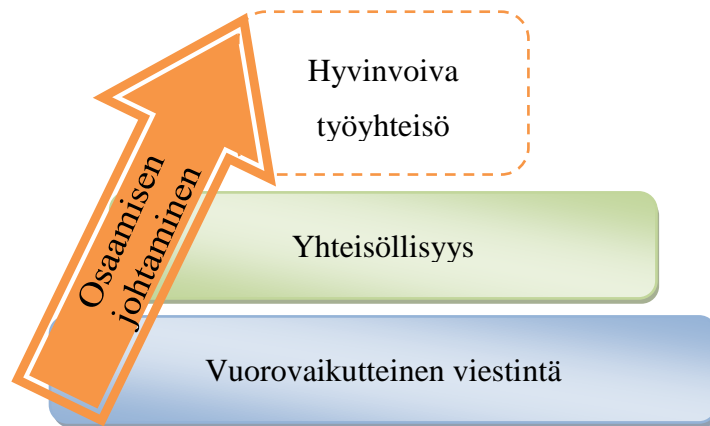 Hyvinvoiva
työyhteisö
Osaamisen
johtaminen
Yhteisöllisyys
Vuorovaikutteinen viestintä